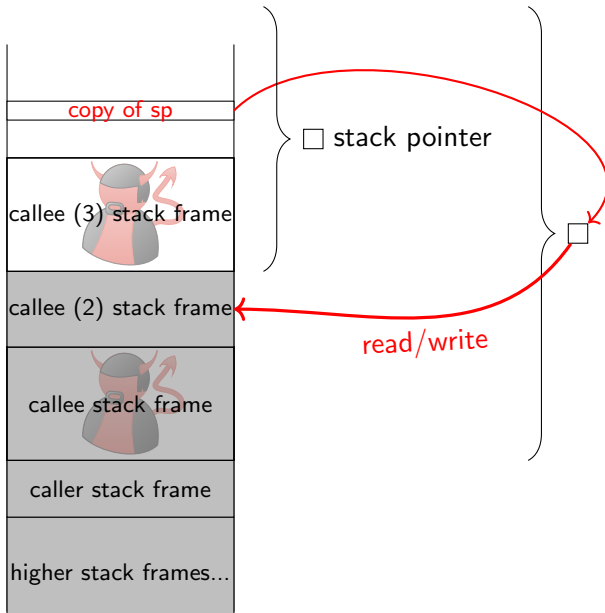 copy of sp
stack pointer
callee (3) stack frame
callee (2) stack frame
read/write
callee stack frame
caller stack frame
higher stack frames...